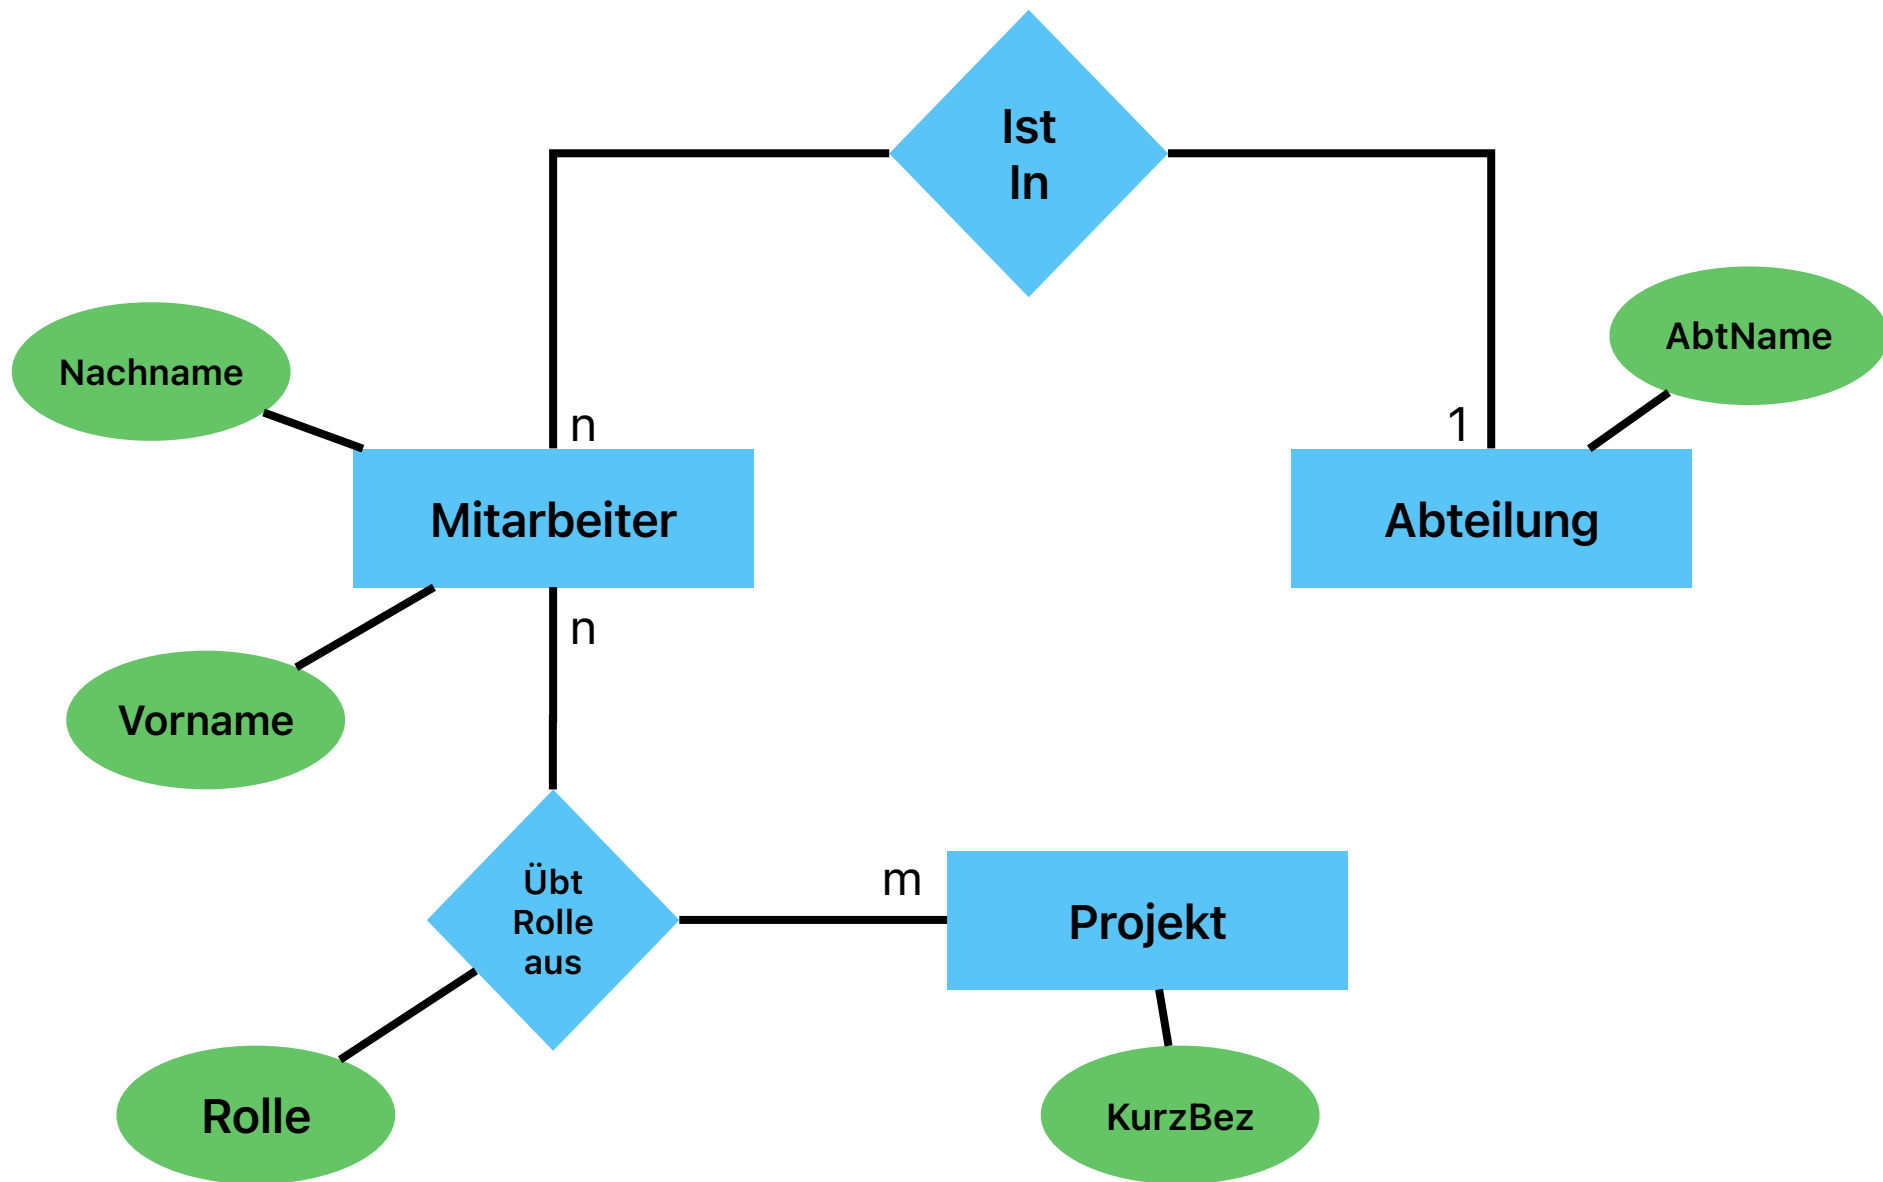 Ist
In
Nachname
AbtName
n
1
Mitarbeiter
Abteilung
n
Vorname
Übt
Rolle
aus
m
Projekt
Rolle
KurzBez